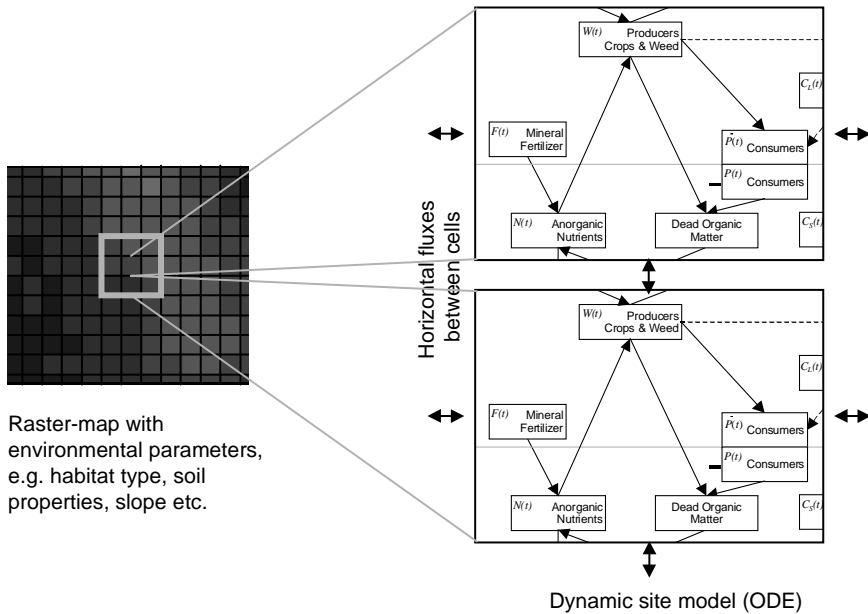 W(t) Producers
Crops & Weed
C_L(t)
F(t) Mineral
Fertilizer
P(t) Consumers
P(t) Consumers
N(t) Anorganic
Nutrients
Dead Organic
Matter
C_S(t)
Horizontal fluxes
between cells
W(t) Producers
Crops & Weed
C_L(t)
F(t) Mineral
Fertilizer
P(t) Consumers
P(t) Consumers
N(t) Anorganic
Nutrients
Dead Organic
Matter
C_S(t)
Raster-map with
environmental parameters,
e.g. habitat type, soil
properties, slope etc.
Dynamic site model (ODE)